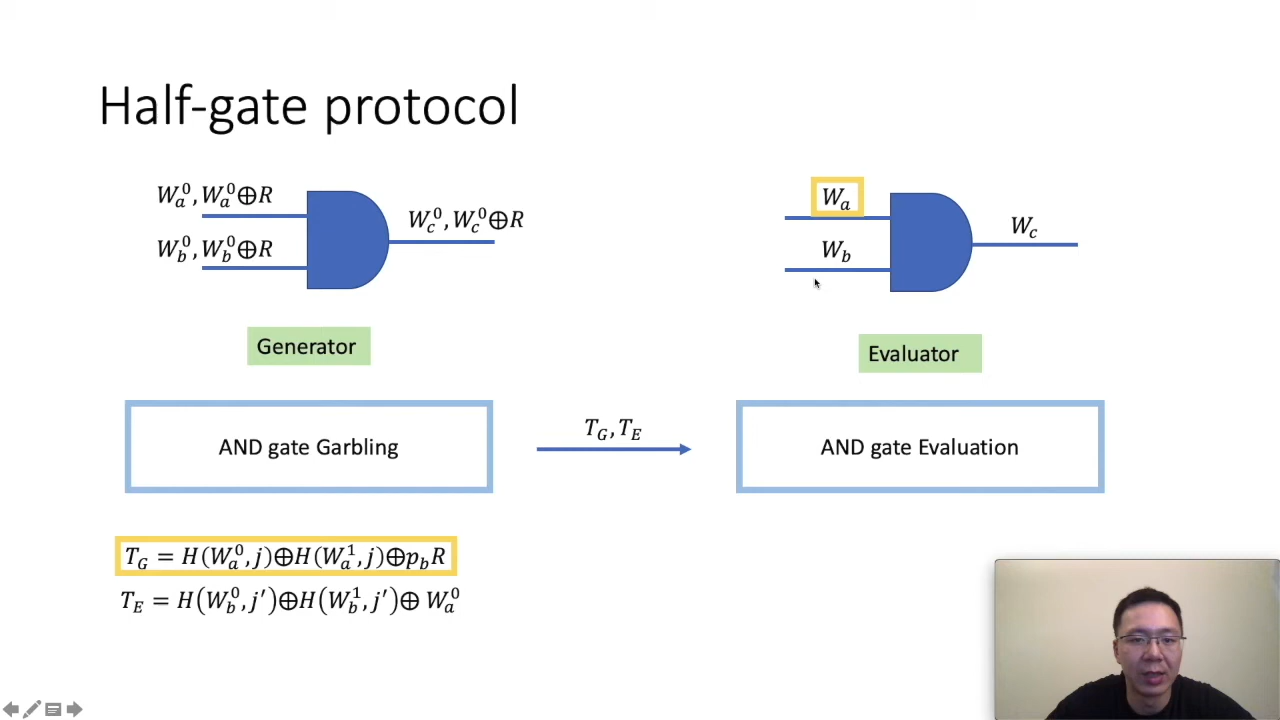 Half-gate protocol
W_a^0, W_a^0⊕R
W_b^0, W_b^0⊕R
W_c^0, W_c^0⊕R
Generator
W_a
W_b
W_c
Evaluator
AND gate Garbling
T_G, T_E
AND gate Evaluation
T_G = H(W_a^0, j)⊕H(W_a^1, j)⊕p_bR
T_E = H(W_b^0, j′)⊕H(W_b^1, j′)⊕ W_a^0